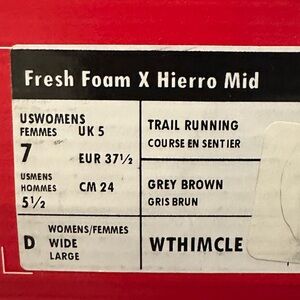 Fresh Foam X Hierro Mid
USWOMENS
FEMMES
7
UK 5
EUR 37½
USMENS
HOMMES
5½
CM 24
TRAIL RUNNING
COURSE EN SENTIER
GREY BROWN
GRIS BRUN
D
WOMENS/FEMMES
WIDE
LARGE
WTHIMCLE